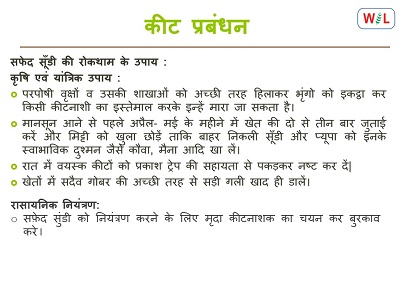 कीट प्रबंधन
W!L
सफेद सूँडी की रोकथाम के उपाय :
कृषि एवं यांत्रिक उपाय :
परपोषी वृक्षों व उसकी शाखाओं को अच्छी तरह हिलाकर भृंगो को इकट्ठा कर
किसी कीटनाशी का इस्तेमाल करके इन्हें मारा जा सकता है।
मानसून आने से पहले अप्रैल- मई के महीने में खेत की दो से तीन बार जुताई
करें और मिट्टी को खुला छोड़ें ताकि बाहर निकली सूँडी और प्यूपा को इनके
स्वाभाविक दुश्मन जैसे कौवा, मैना आदि खा लें।
रात में वयस्क कीटों को प्रकाश ट्रेप की सहायता से पकड़कर नष्ट कर दें|
खेतों में सदैव गोबर की अच्छी तरह से सड़ी गली खाद ही डालें।
रासायनिक नियंत्रण:
सफ़ेद सुंडी को नियंत्रण करने के लिए मृदा कीटनाशक का चयन कर बुरकाव
करे।